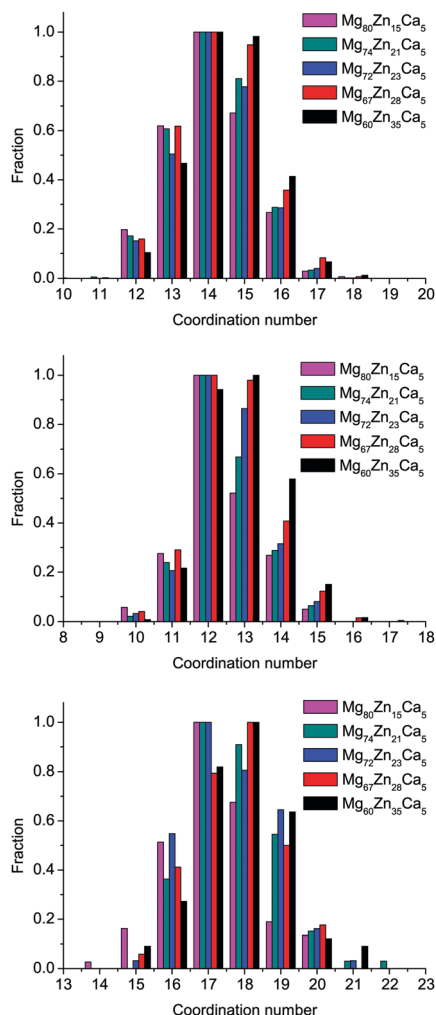 Mg80Zn15Ca5
Mg74Zn21Ca5
Mg72Zn23Ca5
Mg67Zn28Ca5
Mg60Zn35Ca5
Fraction
1.0
0.8
0.6
0.4
0.2
0.0
10 11 12 13 14 15 16 17 18 19 20
Coordination number
Mg80Zn15Ca5
Mg74Zn21Ca5
Mg72Zn23Ca5
Mg67Zn28Ca5
Mg60Zn35Ca5
Fraction
1.0
0.8
0.6
0.4
0.2
0.0
8 9 10 11 12 13 14 15 16 17 18
Coordination number
Mg80Zn15Ca5
Mg74Zn21Ca5
Mg72Zn23Ca5
Mg67Zn28Ca5
Mg60Zn35Ca5
Fraction
1.0
0.8
0.6
0.4
0.2
0.0
13 14 15 16 17 18 19 20 21 22 23
Coordination number